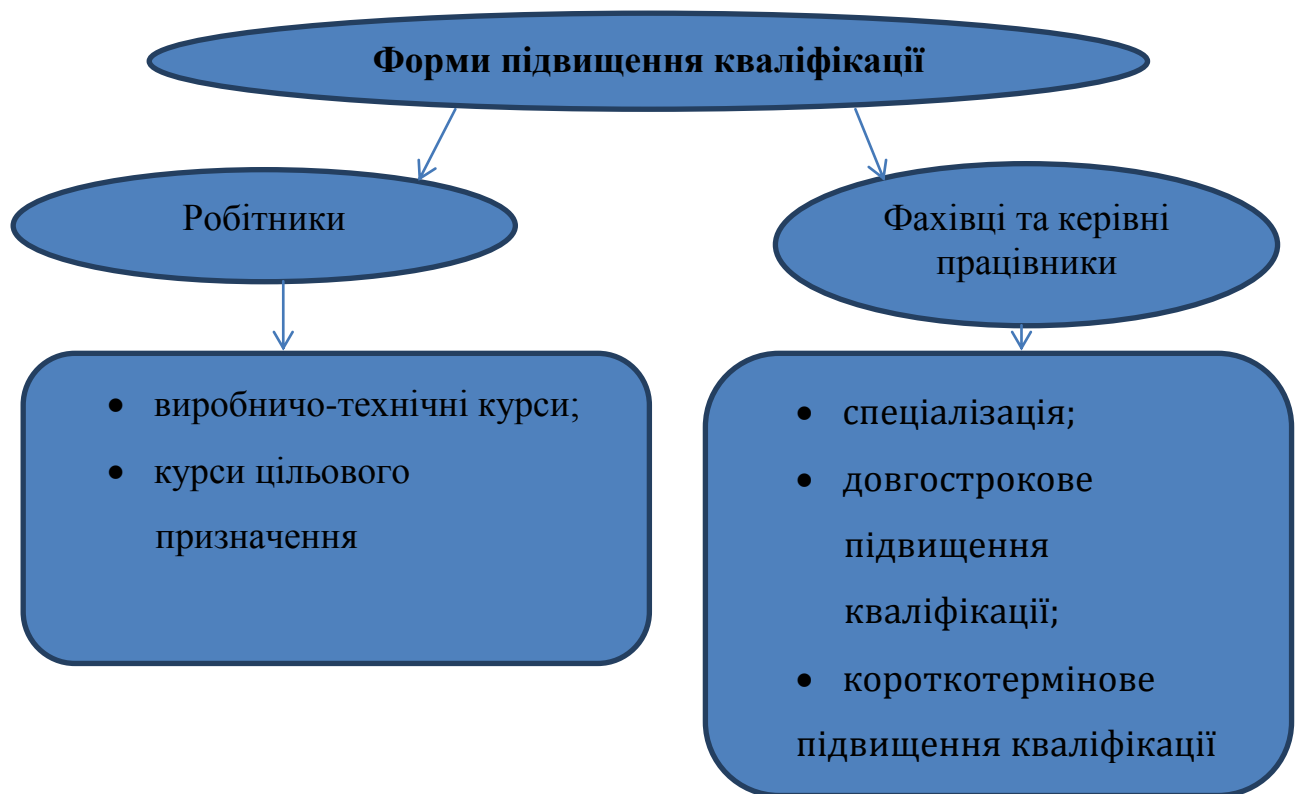 Форми підвищення кваліфікації
Робітники
Фахівці та керівні
працівники
• виробничо-технічні курси;
• курси цільового
призначення
• спеціалізація;
• довгострокове
підвищення
кваліфікації;
• короткотермінове
підвищення кваліфікації